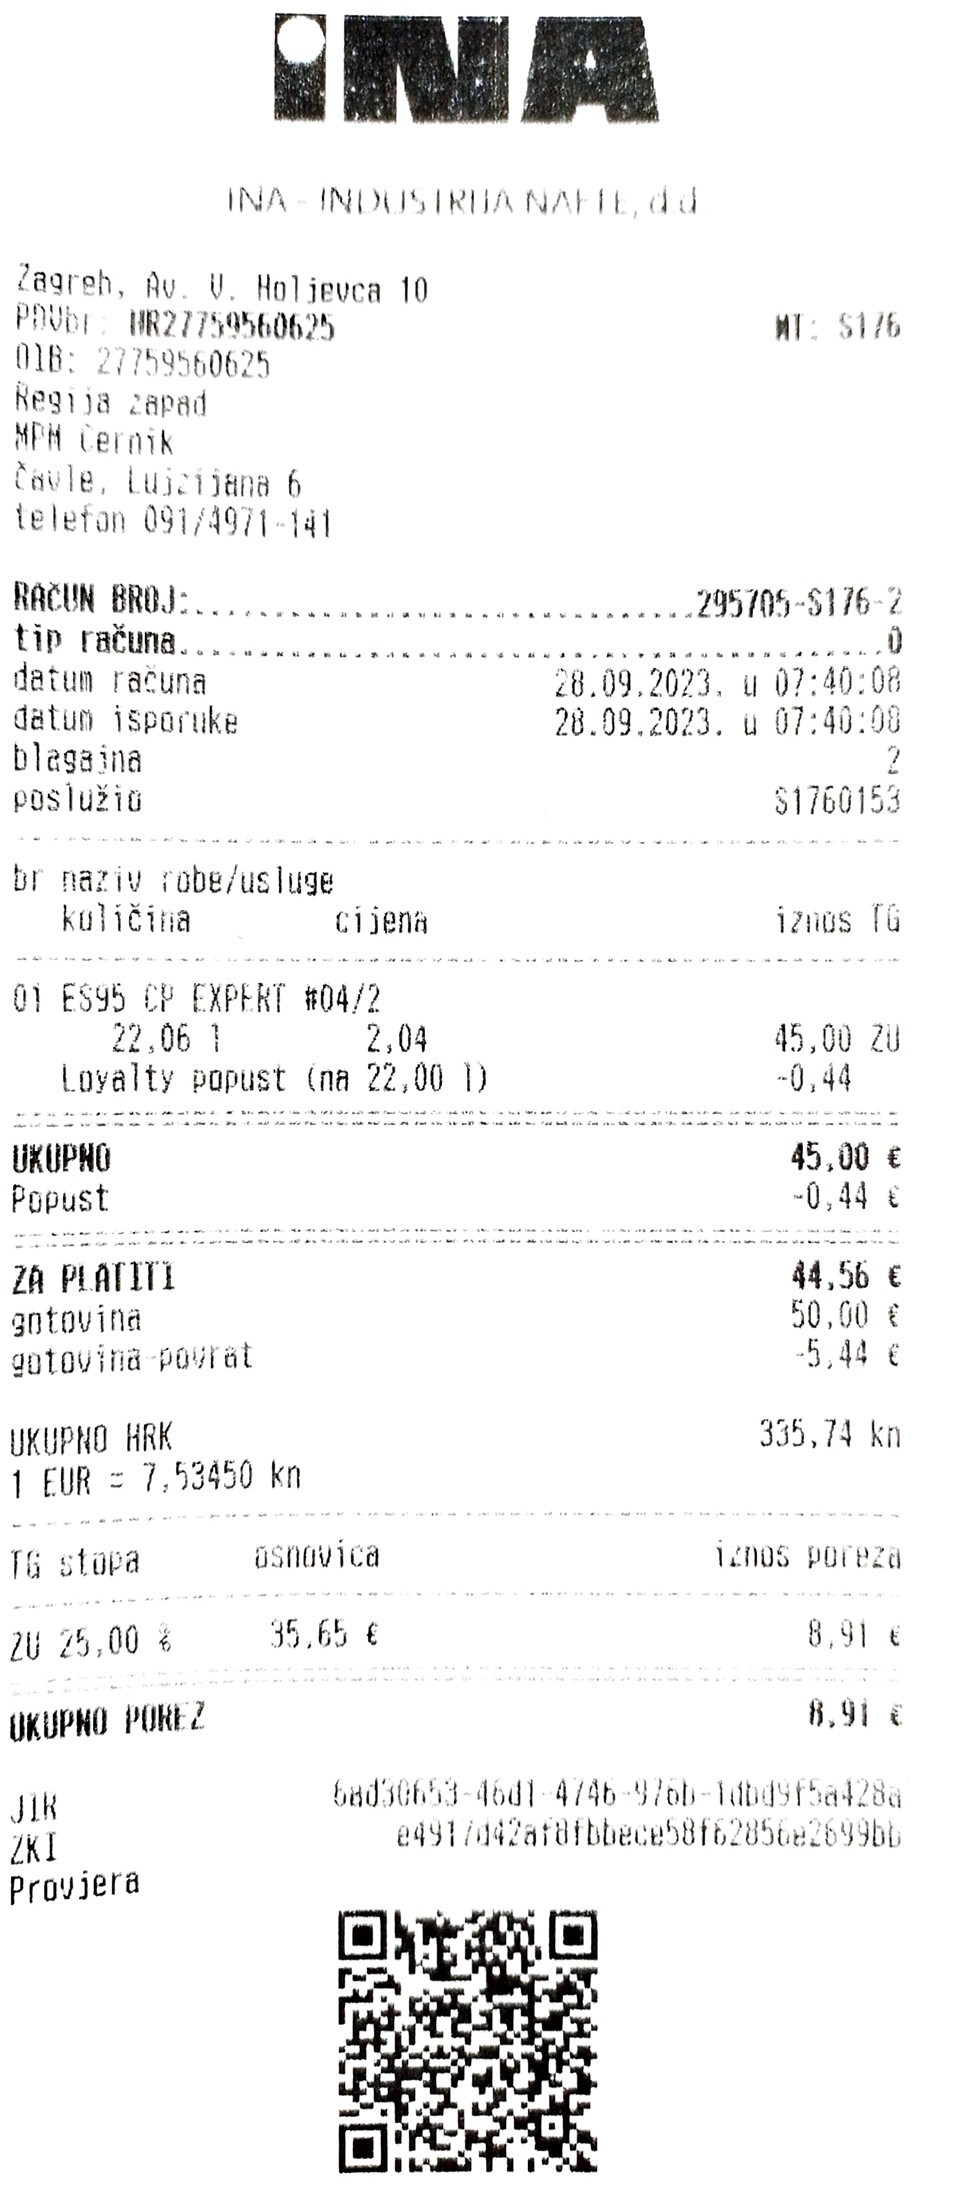 INA
INA - INDUSTRIJA NAFTE, d.d.
Zagreb, Av. V. Holjevca 10
PDVbr: HR27759560625 MT: S176
OIB: 27759560625
Regija zapad
MPM Cernik
Čavle, Lujzijana 6
telefon 091/4971-141
RAČUN BROJ:..............................295705-S176-2
tip računa...........................................0
datum računa 28.09.2023. u 07:40:08
datum isporuke 28.09.2023. u 07:40:08
blagajna 2
poslužio S1760153
br naziv robe/usluge
količina cijena iznos TG
01 ES95 CP EXPERT #04/2
22,06 l 2,04 45,00 ZU
Loyalty popust (na 22,00 l) -0,44
UKUPNO 45,00 €
Popust -0,44 €
ZA PLATITI 44,56 €
gotovina 50,00 €
gotovina-povrat -5,44 €
UKUPNO HRK 335,74 kn
1 EUR = 7,53450 kn
TG stopa osnovica iznos poreza
ZU 25,00 % 35,65 € 8,91 €
UKUPNO POREZ 8,91 €
JIR 6ad30653-46d1-4746-976b-1dbd9f5a428a
ZKI e4917d42af8fbbece58f62856e2699bb
Provjera